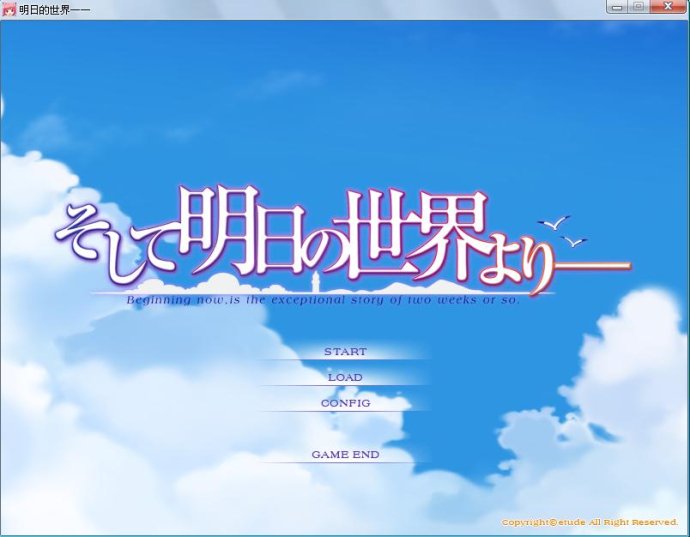 明日的世界——
そして明日の世界より――
Beginning now,is the exceptional story of two weeks or so.
START
LOAD
CONFIG
GAME END
Copyright©etude All Right Reserved.